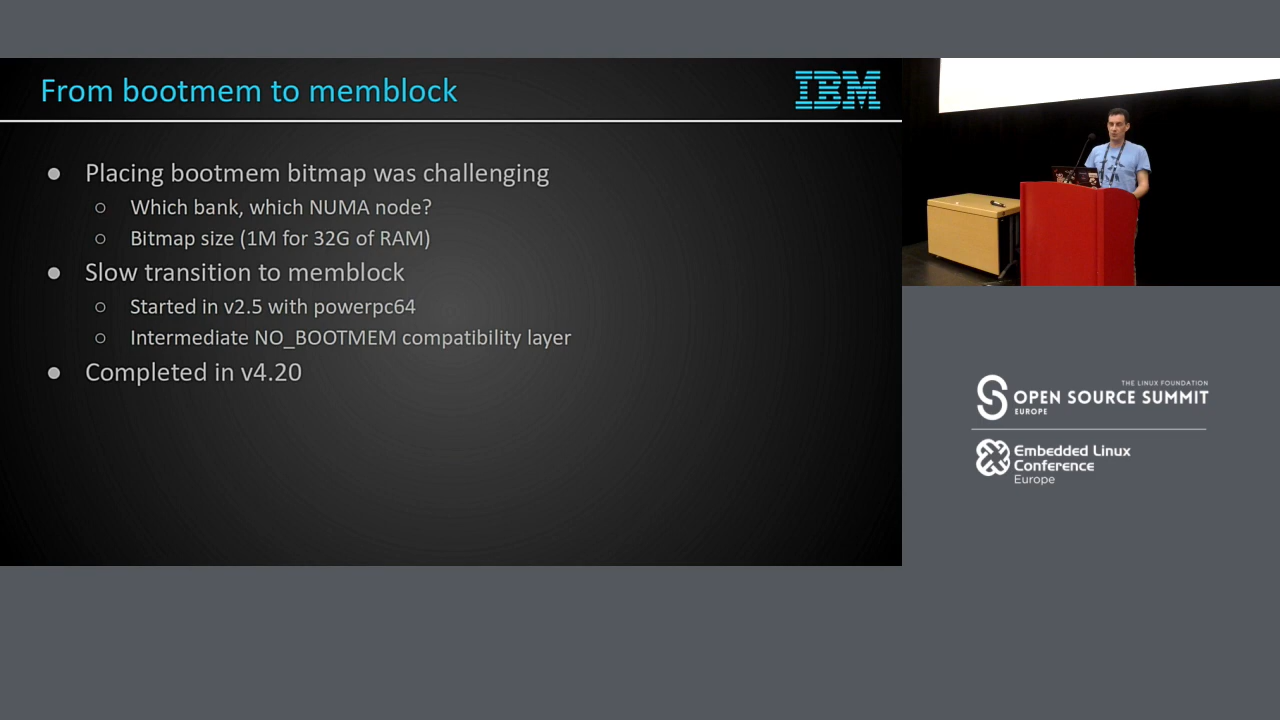 From bootmem to memblock
IBM
● Placing bootmem bitmap was challenging
○ Which bank, which NUMA node?
○ Bitmap size (1M for 32G of RAM)
● Slow transition to memblock
○ Started in v2.5 with powerpc64
○ Intermediate NO_BOOTMEM compatibility layer
● Completed in v4.20
THE LINUX FOUNDATION
OPEN SOURCE SUMMIT
EUROPE
Embedded Linux
Conference
Europe